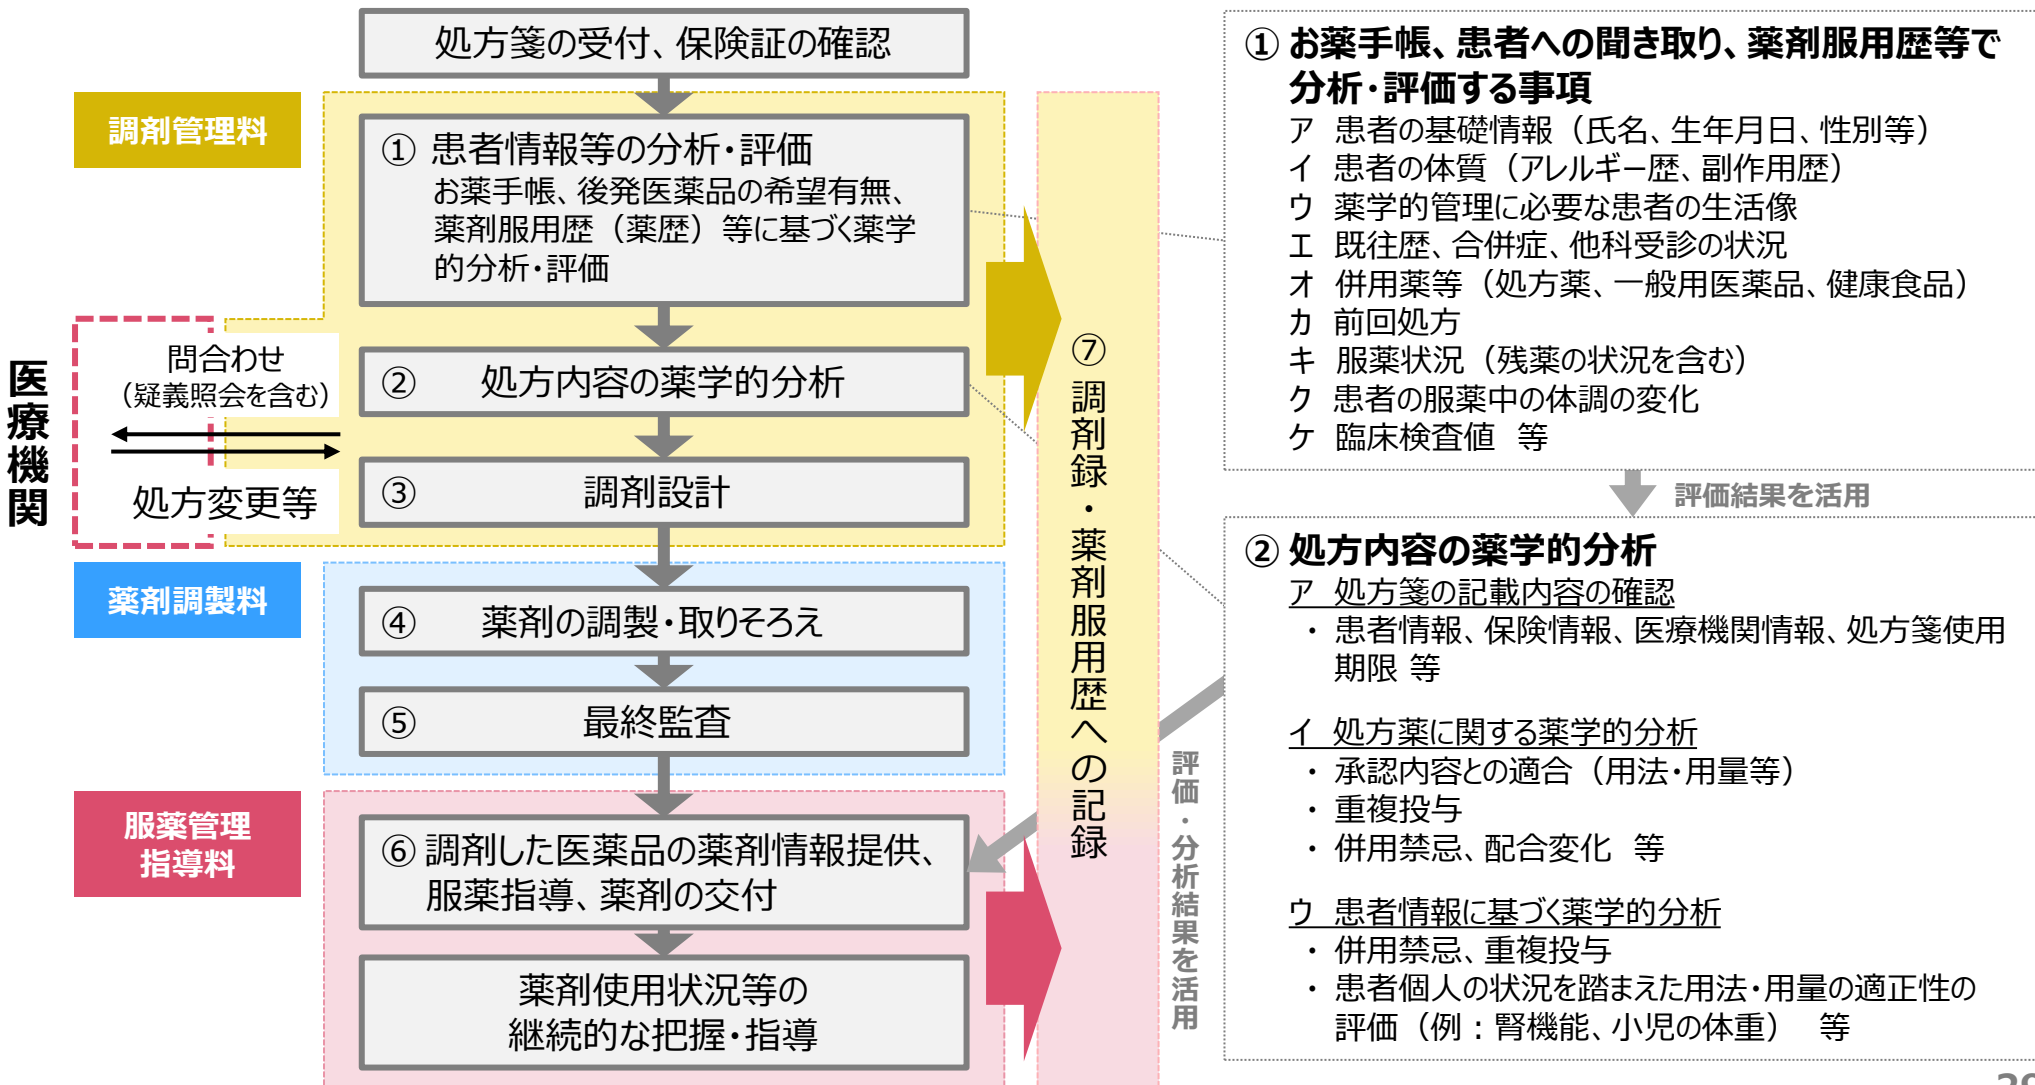 処方箋の受付、保険証の確認
調剤管理料
① 患者情報等の分析・評価
お薬手帳、後発医薬品の希望有無、
薬剤服用歴（薬歴）等に基づく薬学
的分析・評価
医療機関
問合わせ
（疑義照会を含む）
処方変更等
② 処方内容の薬学的分析
③ 調剤設計
薬剤調製料
④ 薬剤の調製・取りそろえ
⑤ 最終監査
服薬管理
指導料
⑥ 調剤した医薬品の薬剤情報提供、
服薬指導、薬剤の交付
薬剤使用状況等の
継続的な把握・指導
⑦ 調剤録・薬剤服用歴への記録
① お薬手帳、患者への聞き取り、薬剤服用歴等で
分析・評価する事項
ア 患者の基礎情報（氏名、生年月日、性別等）
イ 患者の体質（アレルギー歴、副作用歴）
ウ 薬学的管理に必要な患者の生活像
エ 既往歴、合併症、他科受診の状況
オ 併用薬等（処方薬、一般用医薬品、健康食品）
カ 前回処方
キ 服薬状況（残薬の状況を含む）
ク 患者の服薬中の体調の変化
ケ 臨床検査値 等
評価結果を活用
② 処方内容の薬学的分析
ア 処方箋の記載内容の確認
・ 患者情報、保険情報、医療機関情報、処方箋使用
期限 等
イ 処方薬に関する薬学的分析
・ 承認内容との適合（用法・用量等）
・ 重複投与
・ 併用禁忌、配合変化 等
ウ 患者情報に基づく薬学的分析
・ 併用禁忌、重複投与
・ 患者個人の状況を踏まえた用法・用量の適正性の
評価（例：腎機能、小児の体重） 等
評価・分析結果を活用